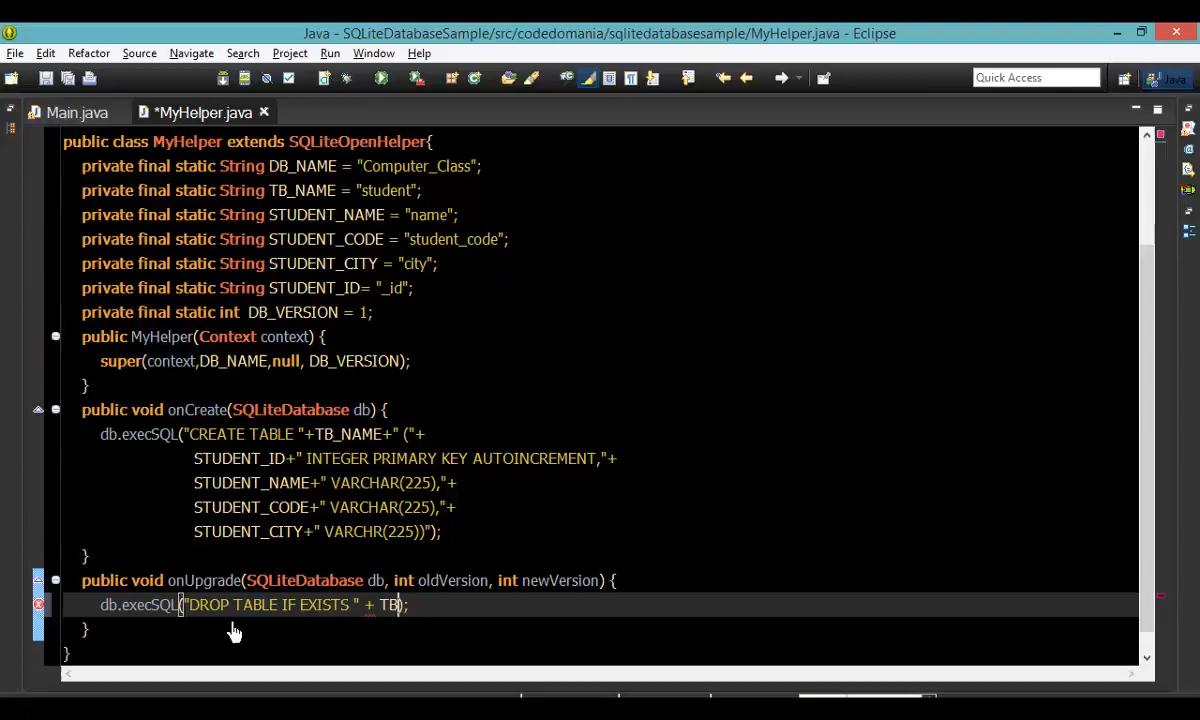 Java - SQLiteDatabaseSample/src/codedomania/sqlitedatabasesample/MyHelper.java - Eclipse
File Edit Refactor Source Navigate Search Project Run Window Help
Quick Access
Java
Main.java
*MyHelper.java
public class MyHelper extends SQLiteOpenHelper{
private final static String DB_NAME = "Computer_Class";
private final static String TB_NAME = "student";
private final static String STUDENT_NAME = "name";
private final static String STUDENT_CODE = "student_code";
private final static String STUDENT_CITY = "city";
private final static String STUDENT_ID= "_id";
private final static int DB_VERSION = 1;
public MyHelper(Context context) {
super(context,DB_NAME,null, DB_VERSION);
}
public void onCreate(SQLiteDatabase db) {
db.execSQL("CREATE TABLE "+TB_NAME+" ("+
STUDENT_ID+" INTEGER PRIMARY KEY AUTOINCREMENT,"+
STUDENT_NAME+" VARCHAR(225),"+
STUDENT_CODE+" VARCHAR(225),"+
STUDENT_CITY+" VARCHR(225))");
}
public void onUpgrade(SQLiteDatabase db, int oldVersion, int newVersion) {
db.execSQL("DROP TABLE IF EXISTS " + TB);
}
}